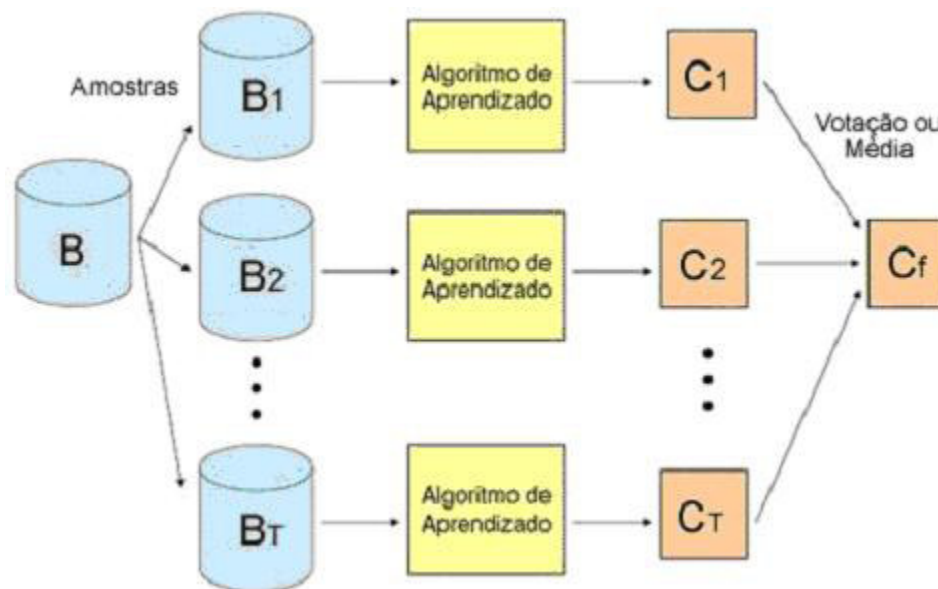 Amostras
B
B1
Algoritmo de
Aprendizado
C1
Votação ou
Média
B2
Algoritmo de
Aprendizado
C2
Cf
BT
Algoritmo de
Aprendizado
CT